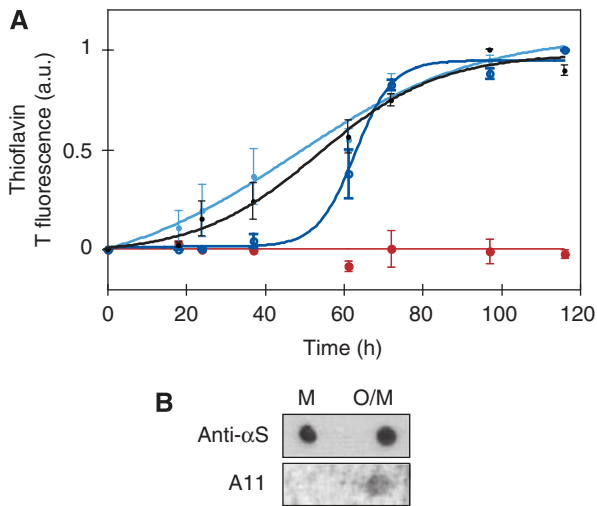 A
Thioflavin
T fluorescence (a.u.)
1
0.5
0
0 20 40 60 80 100 120
Time (h)
B
M O/M
Anti-αS
A11